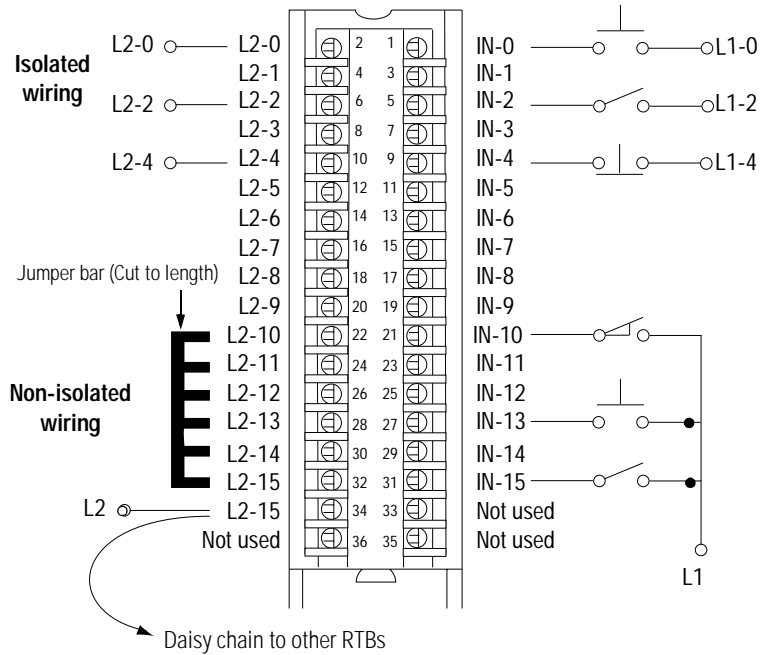 L2-0 L2-0 2 1 IN-0 L1-0
Isolated wiring
L2-1 4 3 IN-1
L2-2 L2-2 6 5 IN-2 L1-2
L2-3 8 7 IN-3
L2-4 L2-4 10 9 IN-4 L1-4
L2-5 12 11 IN-5
L2-6 14 13 IN-6
L2-7 16 15 IN-7
Jumper bar (Cut to length)
L2-8 18 17 IN-8
L2-9 20 19 IN-9
L2-10 22 21 IN-10
L2-11 24 23 IN-11
Non-isolated wiring
L2-12 26 25 IN-12
L2-13 28 27 IN-13
L2-14 30 29 IN-14
L2-15 32 31 IN-15
L2 L2-15 34 33 Not used
Not used 36 35 Not used
L1
Daisy chain to other RTBs